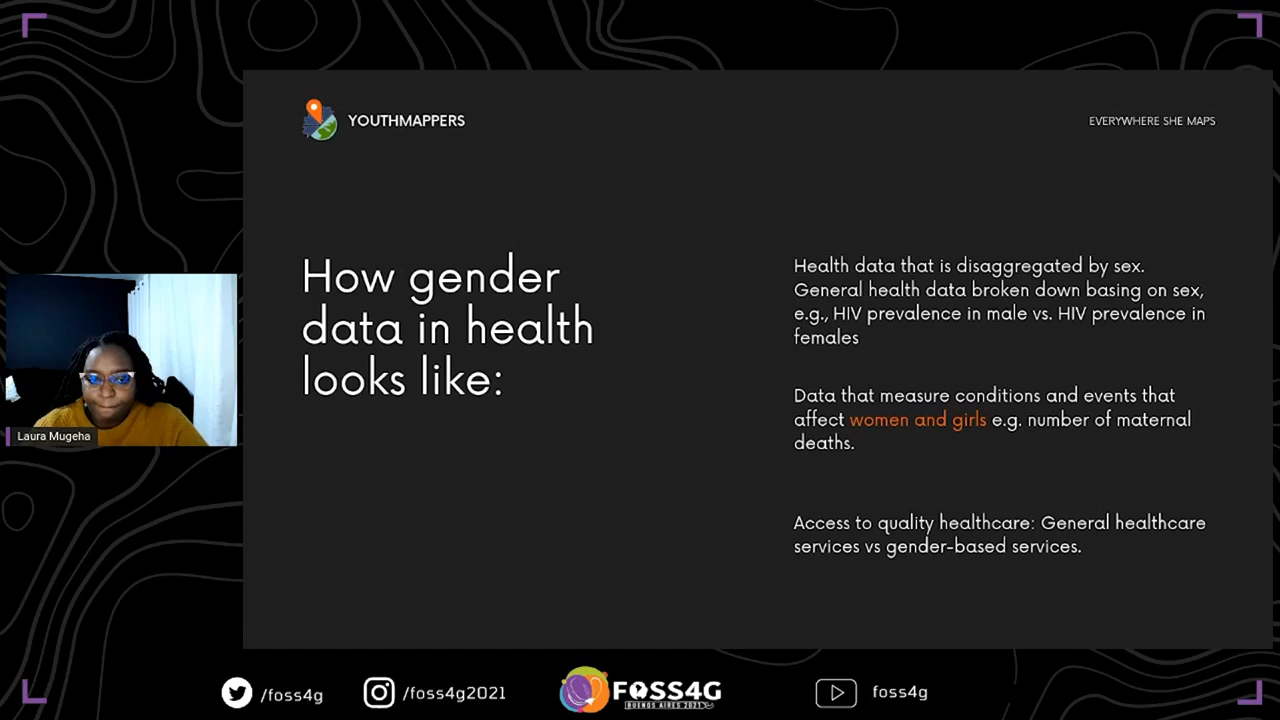 YOUTHMAPPERS
EVERYWHERE SHE MAPS
How gender
data in health
looks like:
Health data that is disaggregated by sex.
General health data broken down basing on sex,
e.g., HIV prevalence in male vs. HIV prevalence in
females
Data that measure conditions and events that
affect women and girls e.g. number of maternal
deaths.
Access to quality healthcare: General healthcare
services vs gender-based services.
Laura Mugeha
/foss4g
/foss4g2021
FOSS4G
BUENOS AIRES 2021
foss4g